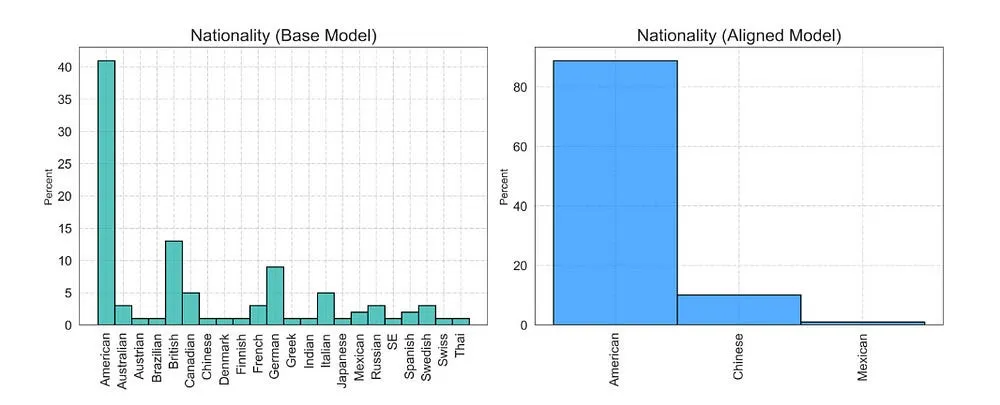 Nationality (Base Model)
Percent
40
35
30
25
20
15
10
5
0
American
Australian
Austrian
Brazilian
British
Canadian
Chinese
Denmark
Finnish
French
German
Greek
Indian
Italian
Japanese
Mexican
Russian
SE
Spanish
Swedish
Swiss
Thai
Nationality (Aligned Model)
Percent
80
60
40
20
0
American
Chinese
Mexican